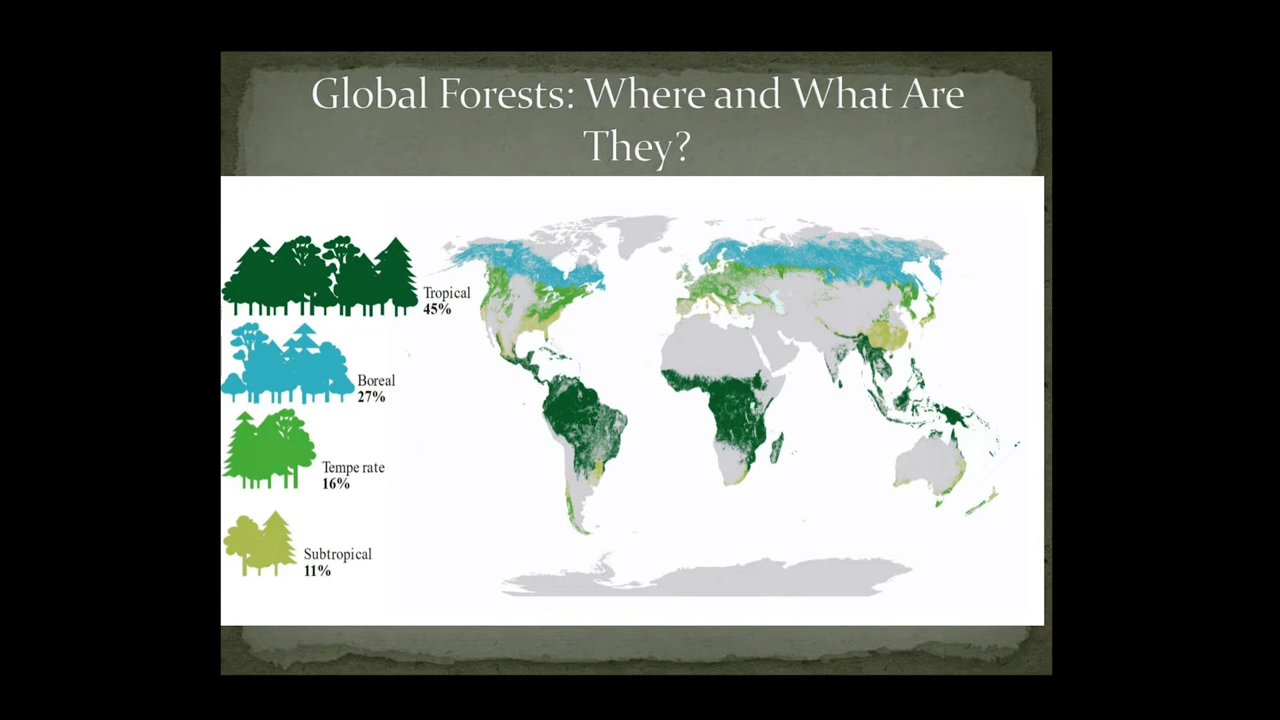 Global Forests: Where and What Are
They?
Tropical
45%
Boreal
27%
Tempe rate
16%
Subtropical
11%